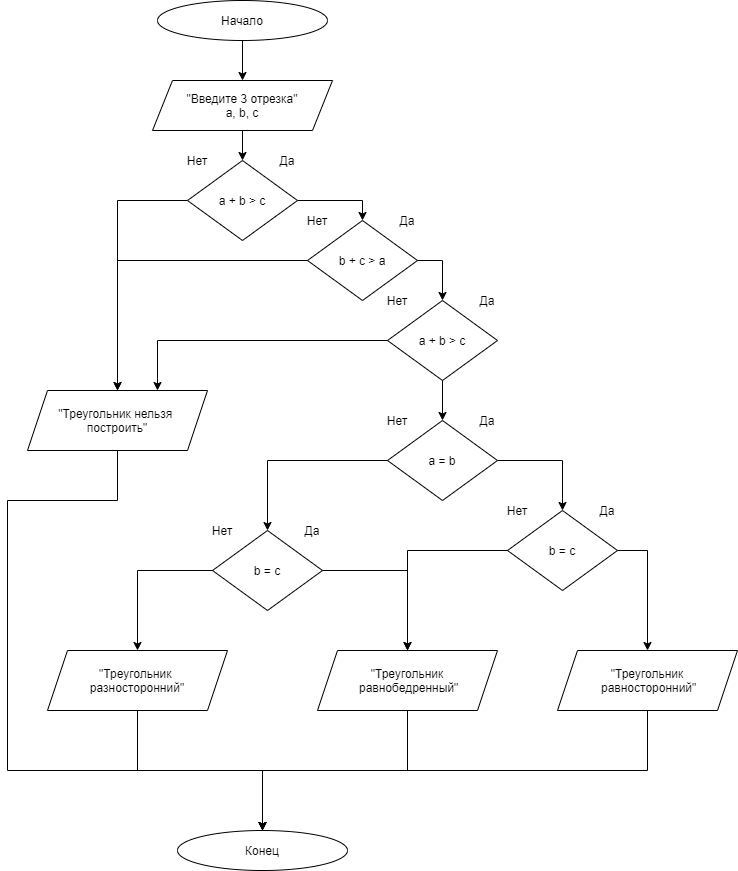 Начало
"Введите 3 отрезка"
a, b, c
Нет
Да
a + b > c
Нет
Да
b + c > a
Нет
Да
a + b > c
"Треугольник нельзя
построить"
Нет
Да
a = b
Нет
Да
b = c
Нет
Да
b = c
"Треугольник
разносторонний"
"Треугольник
равнобедренный"
"Треугольник
равносторонний"
Конец